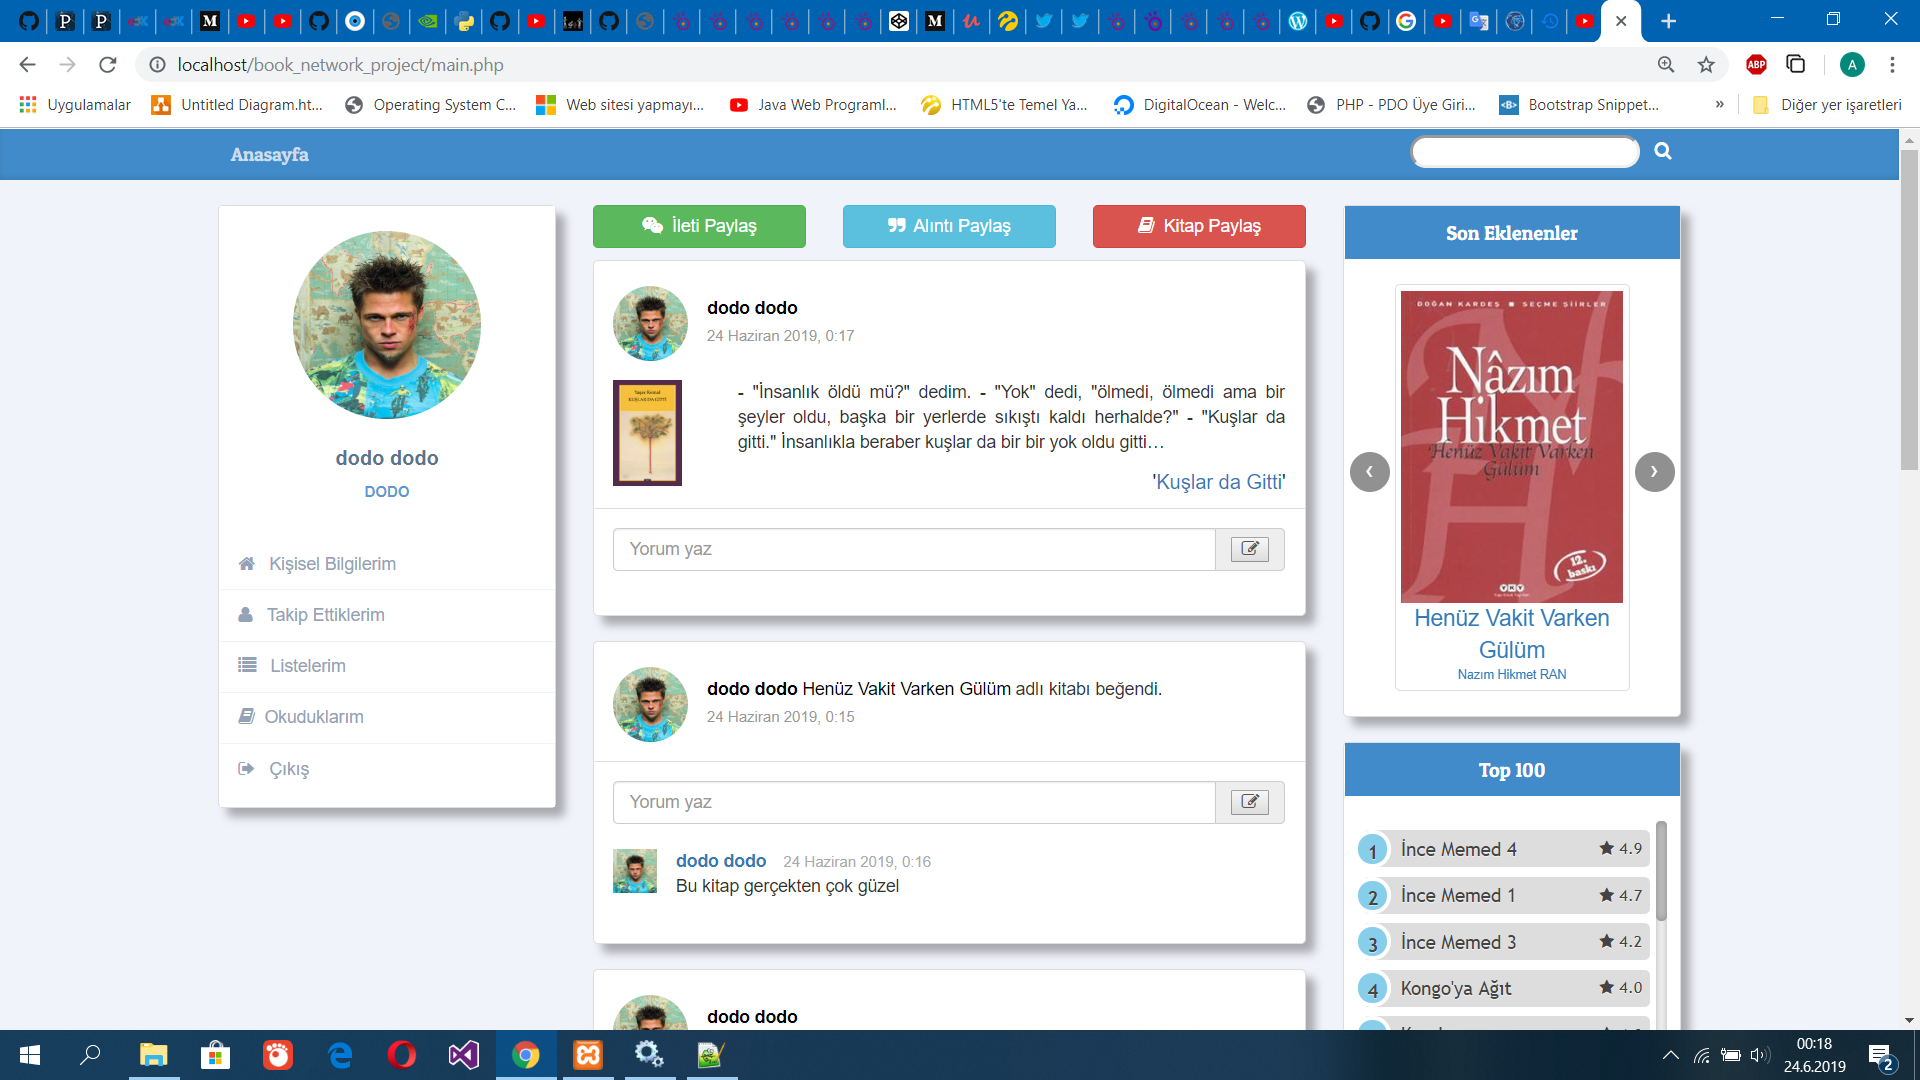 localhost/book_network_project/main.php
ABP
A
Uygulamalar
Untitled Diagram.ht...
Operating System C...
Web sitesi yapmayı...
Java Web Programl...
HTML5'te Temel Ya...
DigitalOcean - Welc...
PHP - PDO Üye Giri...
Bootstrap Snippet...
»
Diğer yer işaretleri
Anasayfa
dodo dodo
DODO
Kişisel Bilgilerim
Takip Ettiklerim
Listelerim
Okuduklarım
Çıkış
İleti Paylaş
Alıntı Paylaş
Kitap Paylaş
dodo dodo
24 Haziran 2019, 0:17
Yaşar Kemal
KUŞLAR DA GİTTİ
- "İnsanlık öldü mü?" dedim. - "Yok" dedi, "ölmedi, ölmedi ama bir
şeyler oldu, başka bir yerlerde sıkıştı kaldı herhalde?" - "Kuşlar da
gitti." İnsanlıkla beraber kuşlar da bir bir yok oldu gitti…
'Kuşlar da Gitti'
Yorum yaz
dodo dodo Henüz Vakit Varken Gülüm adlı kitabı beğendi.
24 Haziran 2019, 0:15
Yorum yaz
dodo dodo 24 Haziran 2019, 0:16
Bu kitap gerçekten çok güzel
dodo dodo
Son Eklenenler
DOĞAN KARDEŞ ■ SEÇME ŞİİRLER
Nâzım
Hikmet
Henüz Vakit Varken
Gülüm
12.
baskı
YKY
Henüz Vakit Varken
Gülüm
Nazım Hikmet RAN
Top 100
1 İnce Memed 4 ★ 4.9
2 İnce Memed 1 ★ 4.7
3 İnce Memed 3 ★ 4.2
4 Kongo'ya Ağıt ★ 4.0
00:18
24.6.2019
2